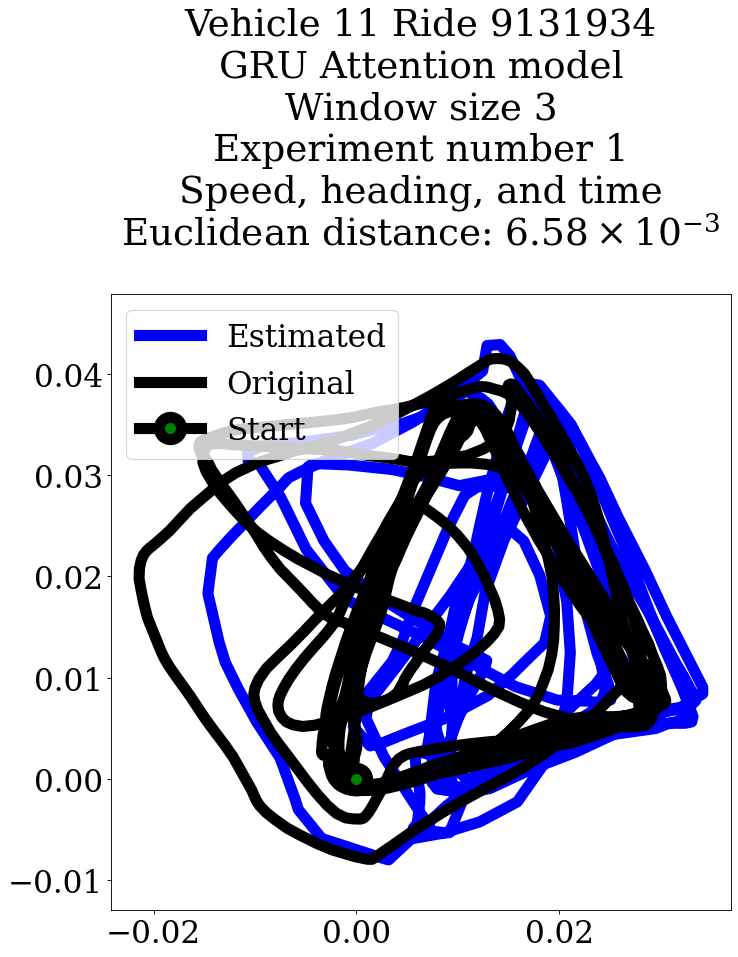 Vehicle 11 Ride 9131934
GRU Attention model
Window size 3
Experiment number 1
Speed, heading, and time
Euclidean distance: 6.58 × 10⁻³
Estimated
Original
Start
0.04
0.03
0.02
0.01
0.00
−0.01
−0.02 0.00 0.02